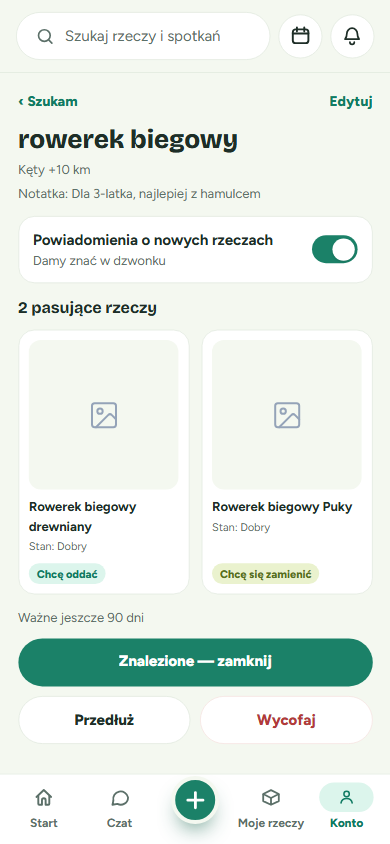 Szukaj rzeczy i spotkań
‹ Szukam
Edytuj
rowerek biegowy
Kęty +10 km
Notatka: Dla 3-latka, najlepiej z hamulcem
Powiadomienia o nowych rzeczach
Damy znać w dzwonku
2 pasujące rzeczy
Rowerek biegowy
drewniany
Stan: Dobry
Chcę oddać
Rowerek biegowy Puky
Stan: Dobry
Chcę się zamienić
Ważne jeszcze 90 dni
Znalezione — zamknij
Przedłuż
Wycofaj
Start
Czat
Moje rzeczy
Konto